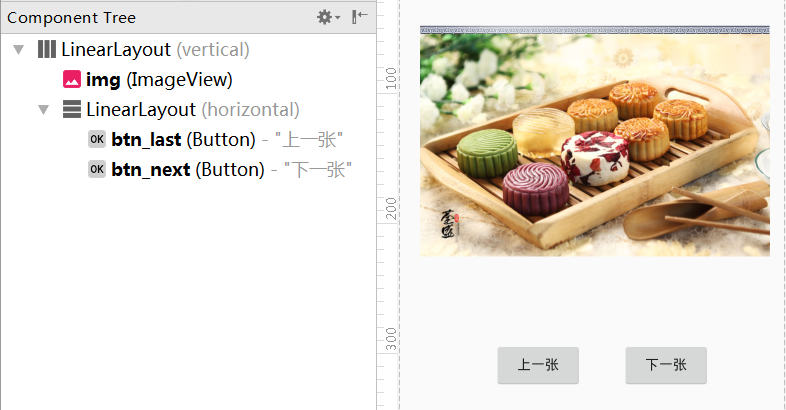 Component Tree
LinearLayout (vertical)
img (ImageView)
LinearLayout (horizontal)
OK btn_last (Button) - "上一张"
OK btn_next (Button) - "下一张"
100
200
300
上一张 下一张